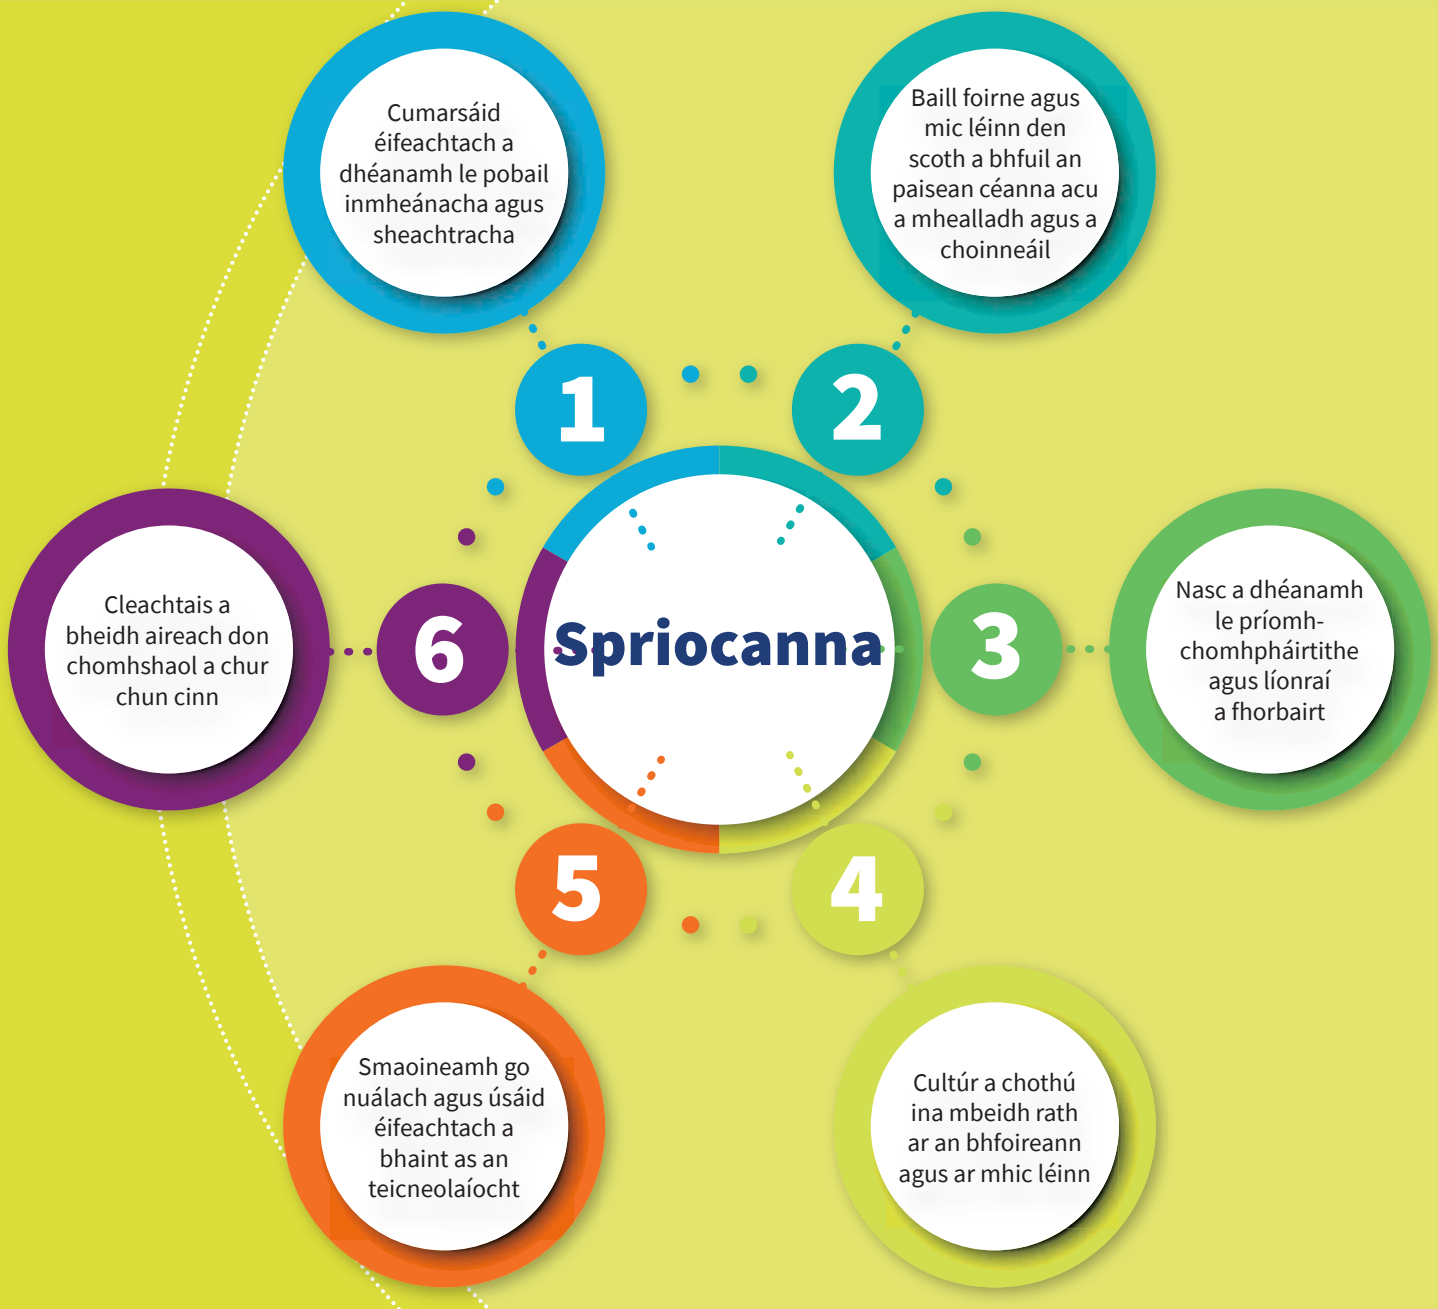 Cumarsáid
éifeachtach a
dhéanamh le pobail
inmheánacha agus
sheachtracha
1
Baill foirne agus
mic léinn den
scoth a bhfuil an
paisean céanna acu
a mhealladh agus a
choinneáil
2
Nasc a dhéanamh
le príomh-
chomhpháirtithe
agus líonraí
a fhorbairt
3
Cultúr a chothú
ina mbeidh rath
ar an bhfoireann
agus ar mhic léinn
4
Smaoineamh go
nuálach agus úsáid
éifeachtach a
bhaint as an
teicneolaíocht
5
Cleachtais a
bheidh aireach don
chomhshaol a chur
chun cinn
6
Spriocanna